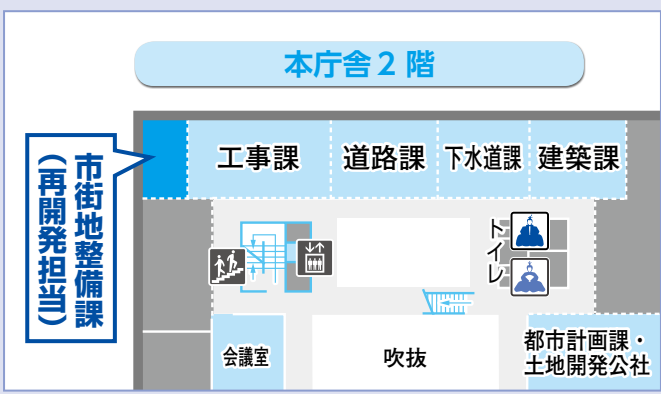 本庁舎2階
市街地整備課
(再開発担当)
工事課
道路課
下水道課
建築課
トイレ
会議室
吹抜
都市計画課・
土地開発公社